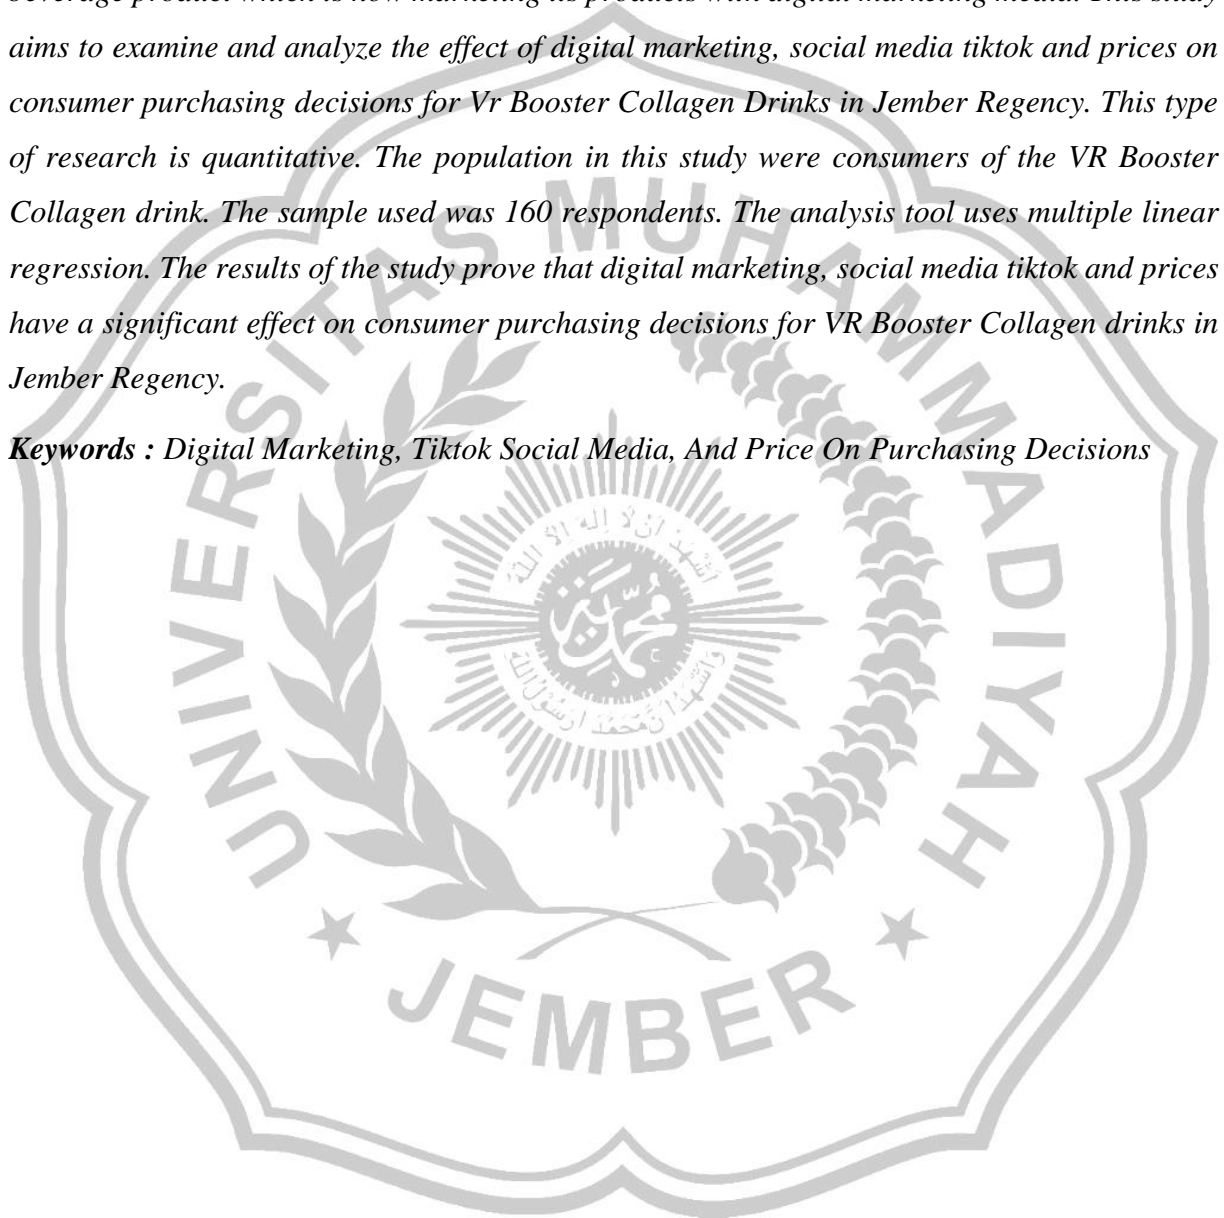 aims to examine and analyze the effect of digital marketing, social media tiktok and prices on
consumer purchasing decisions for Vr Booster Collagen Drinks in Jember Regency. This type
of research is quantitative. The population in this study were consumers of the VR Booster
Collagen drink. The sample used was 160 respondents. The analysis tool uses multiple linear
regression. The results of the study prove that digital marketing, social media tiktok and prices
have a significant effect on consumer purchasing decisions for VR Booster Collagen drinks in
Jember Regency.
Keywords : Digital Marketing, Tiktok Social Media, And Price On Purchasing Decisions
UNIVERSITAS MUHAMMADIYAH
JEMBER